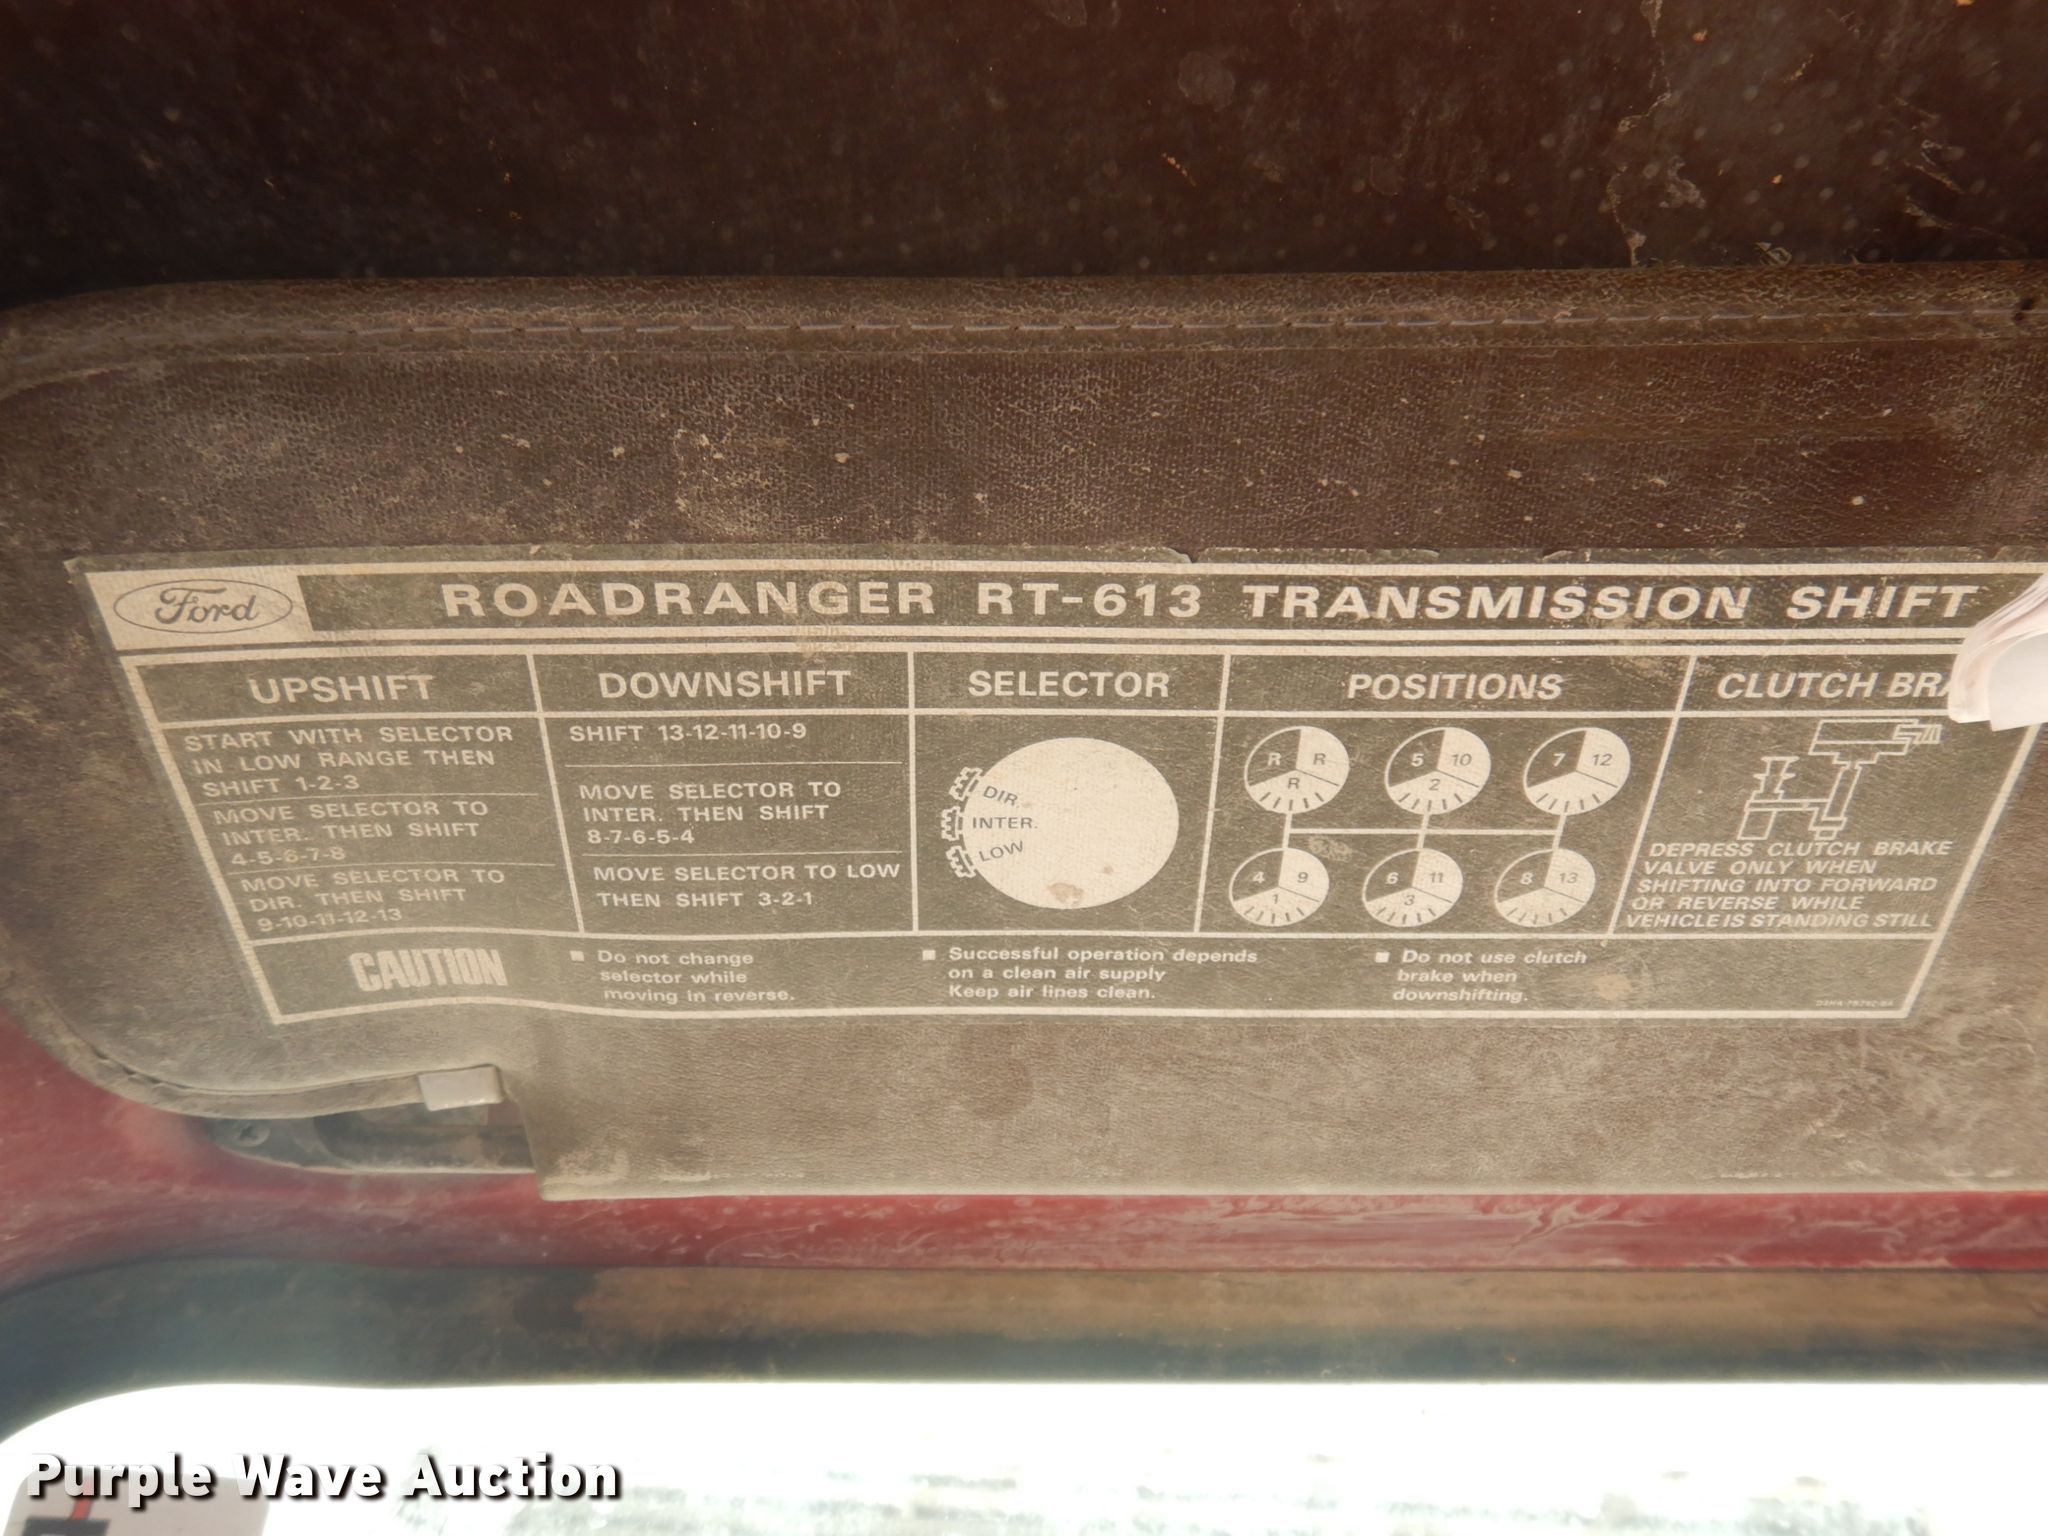 Ford
ROADRANGER RT-613 TRANSMISSION SHIFT
UPSHIFT
START WITH SELECTOR
IN LOW RANGE THEN
SHIFT 1-2-3
MOVE SELECTOR TO
INTER. THEN SHIFT
4-5-6-7-8
MOVE SELECTOR TO
DIR. THEN SHIFT
9-10-11-12-13
DOWNSHIFT
SHIFT 13-12-11-10-9
MOVE SELECTOR TO
INTER. THEN SHIFT
8-7-6-5-4
MOVE SELECTOR TO LOW
THEN SHIFT 3-2-1
SELECTOR
DIR.
INTER.
LOW
POSITIONS
R R 5 10 7 12
R 2
4 9 6 11 8 13
1 3
CLUTCH BRA
DEPRESS CLUTCH BRAKE
VALVE ONLY WHEN
SHIFTING INTO FORWARD
OR REVERSE WHILE
VEHICLE IS STANDING STILL
CAUTION
■ Do not change
selector while
moving in reverse.
■ Successful operation depends
on a clean air supply
Keep air lines clean.
■ Do not use clutch
brake when
downshifting.
Purple Wave Auction